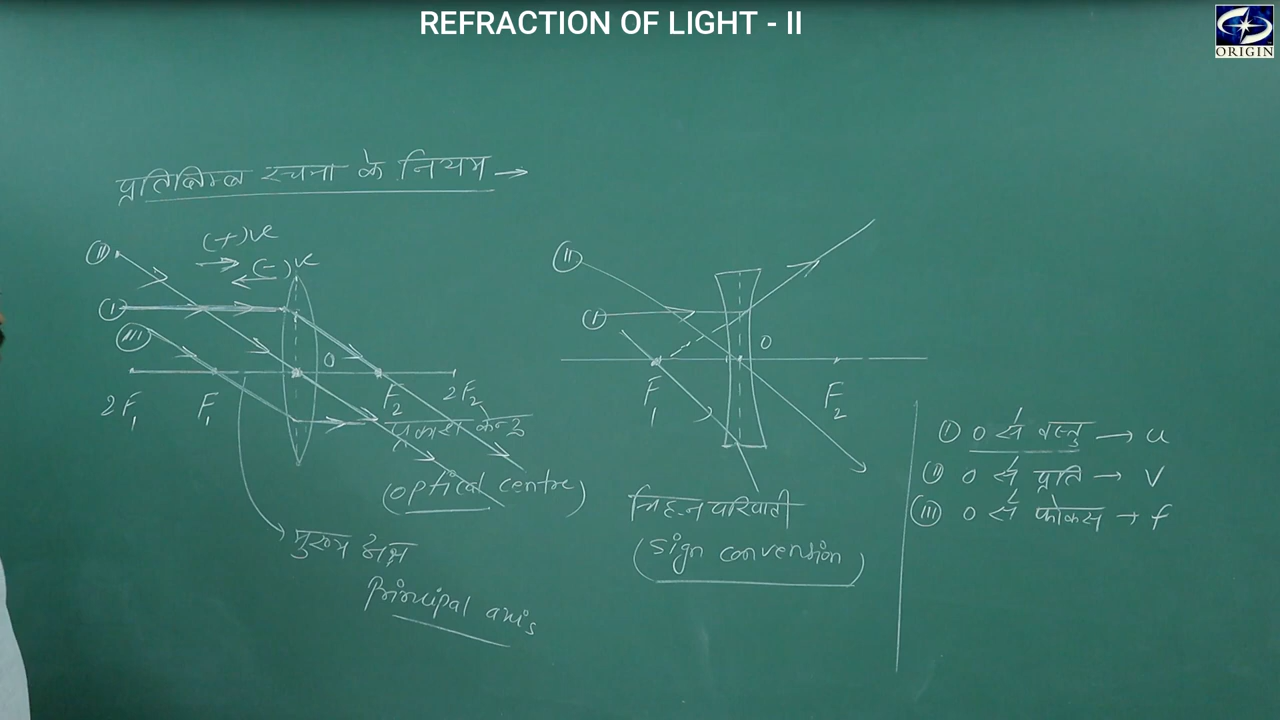 REFRACTION OF LIGHT - II
ORIGIN
प्रतिबिम्ब रचना के नियम →
(+)ve
(-)ve
(II)
(I)
(III)
O
2F₁ F₁ F₂ 2F₂
प्रकाश केन्द्र
(optical centre)
मुख्य अक्ष
Principal axis
(II)
(I)
O
F₁ F₂
चिह्न परिपाटी
(sign convention)
(I) O से वस्तु → u
(II) O से प्रति → v
(III) O से फोकस → f